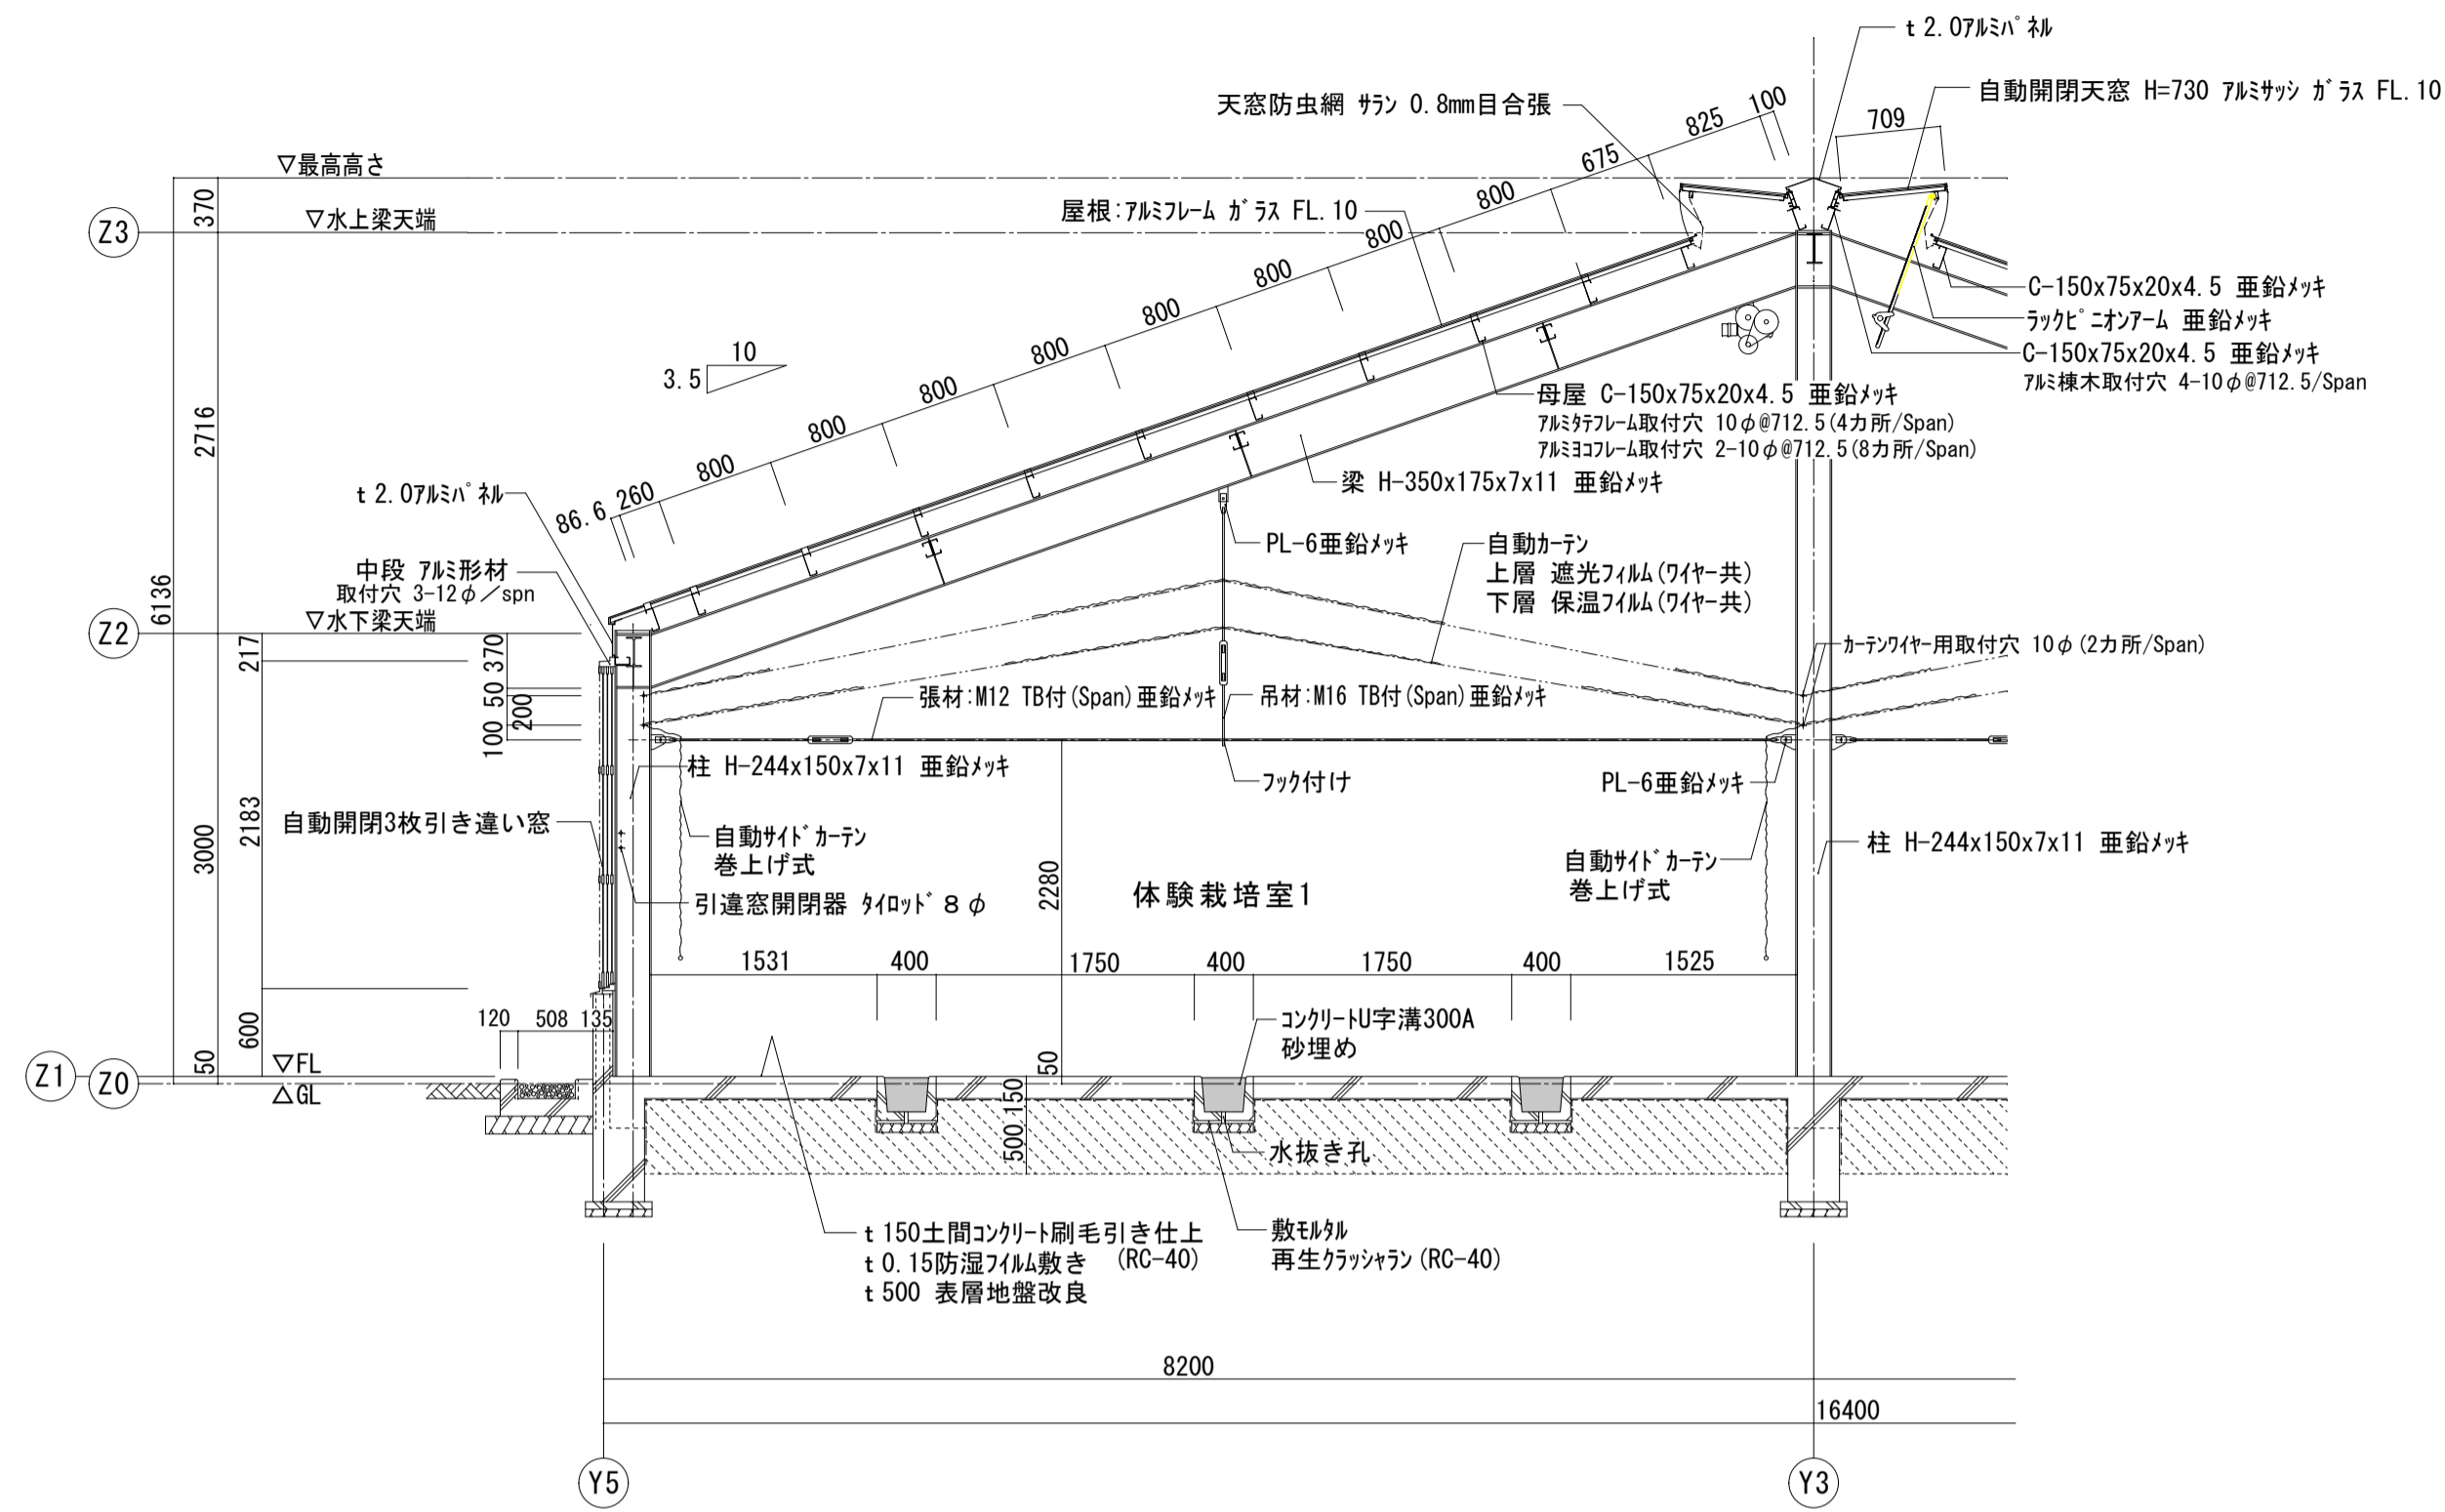 t 2.0アルミパネル
天窓防虫網 サラン 0.8mm目合張
自動開閉天窓 H=730 アルミサッシ ガラス FL.10
100
825
709
675
▽最高高さ
370
800
屋根:アルミフレーム ガラス FL.10
Z3
▽水上梁天端
800
800
C-150x75x20x4.5 亜鉛メッキ
ラックピニオンアーム 亜鉛メッキ
C-150x75x20x4.5 亜鉛メッキ
アルミ棟木取付穴 4-10φ@712.5/Span
800
800
10
3.5
800
母屋 C-150x75x20x4.5 亜鉛メッキ
アルミタテフレーム取付穴 10φ@712.5(4カ所/Span)
アルミヨコフレーム取付穴 2-10φ@712.5(8カ所/Span)
2716
800
800
梁 H-350x175x7x11 亜鉛メッキ
t 2.0アルミパネル
260
86.6
PL-6亜鉛メッキ
自動カーテン
上層 遮光フィルム(ワイヤー共)
下層 保温フイルム(ワイヤー共)
中段 アルミ形材
取付穴 3-12φ／spn
6136
Z2
▽水下梁天端
217
370
50
200
100
カーテンワイヤー用取付穴 10φ(2カ所/Span)
張材:M12 TB付(Span)亜鉛メッキ
吊材:M16 TB付(Span)亜鉛メッキ
柱 H-244x150x7x11 亜鉛メッキ
フック付け
PL-6亜鉛メッキ
自動開閉3枚引き違い窓
2183
3000
自動サイドカーテン
巻上げ式
2280
体験栽培室1
自動サイドカーテン
巻上げ式
柱 H-244x150x7x11 亜鉛メッキ
引違窓開閉器 タイロッド８φ
1531
400
1750
400
1750
400
1525
120
508
135
600
コンクリートU字溝300A
砂埋め
50
▽FL
50
Z1
Z0
△GL
150
500
水抜き孔
t 150土間コンクリート刷毛引き仕上
t 0.15防湿フイルム敷き (RC-40)
t 500 表層地盤改良
敷モルタル
再生クラッシャラン(RC-40)
8200
16400
Y5
Y3